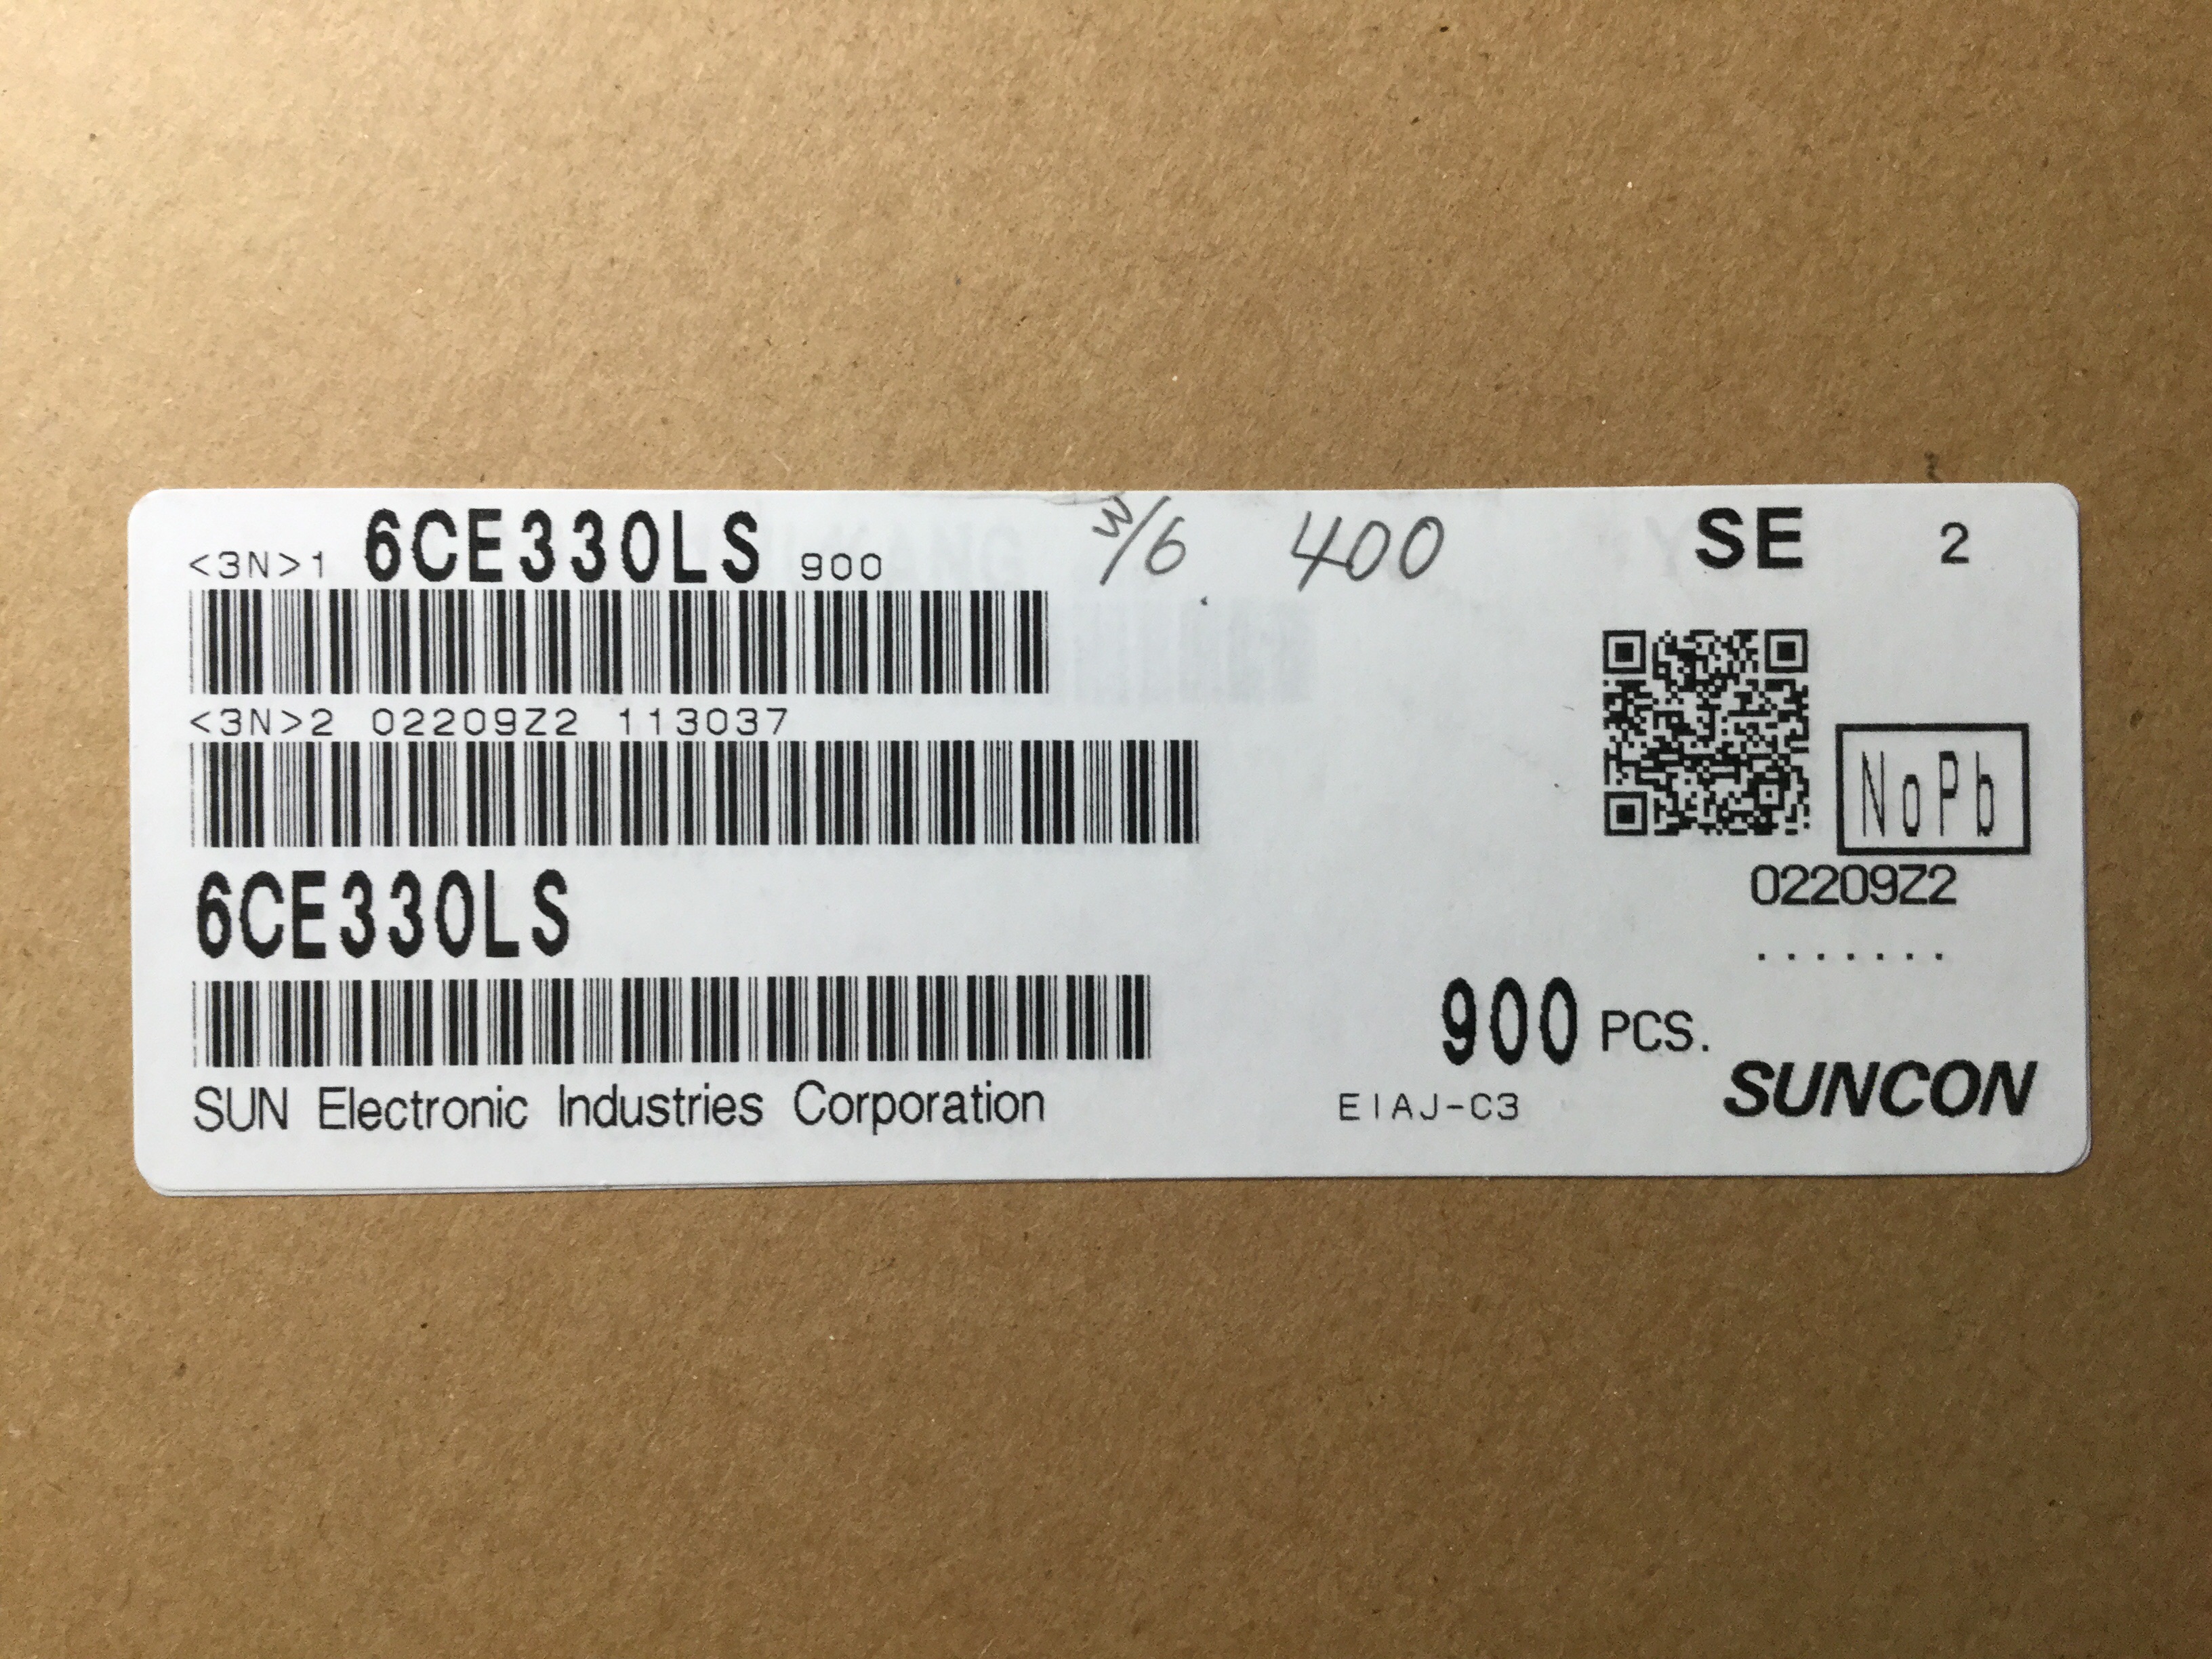 <3N>1 6CE330LS 900 3/6 400 SE 2
<3N>2 02209Z2 113037
NoPb
02209Z2
6CE330LS
.......
900 PCS.
SUNCON
SUN Electronic Industries Corporation
EIAJ-C3